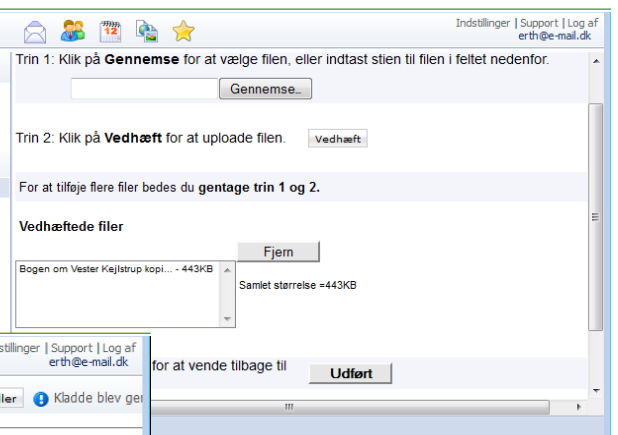 Indstillinger | Support | Log af
erth@e-mail.dk
12
Trin 1: Klik på Gennemse for at vælge filen, eller indtast stien til filen i feltet nedenfor.
Gennemse...
Trin 2: Klik på Vedhæft for at uploade filen. Vedhæft
For at tilføje flere filer bedes du gentage trin 1 og 2.
Vedhæftede filer
Fjern
Bogen om Vester Kejlstrup kopi... - 443KB
Samlet størrelse =443KB
for at vende tilbage til Udført
stillinger | Support | Log af
erth@e-mail.dk
ller Kladde blev ger